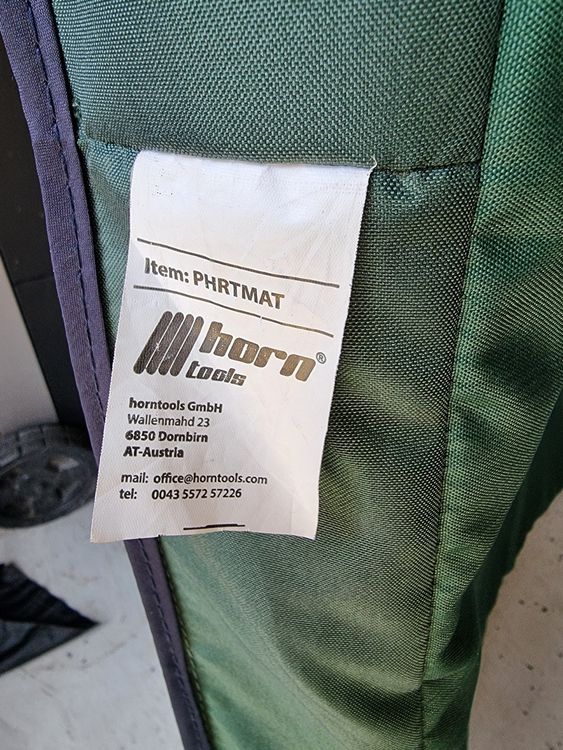 Item: PHRTMAT
horn®
tools
horntools GmbH
Wallenmahd 23
6850 Dornbirn
AT-Austria
mail: office@horntools.com
tel: 0043 5572 57226